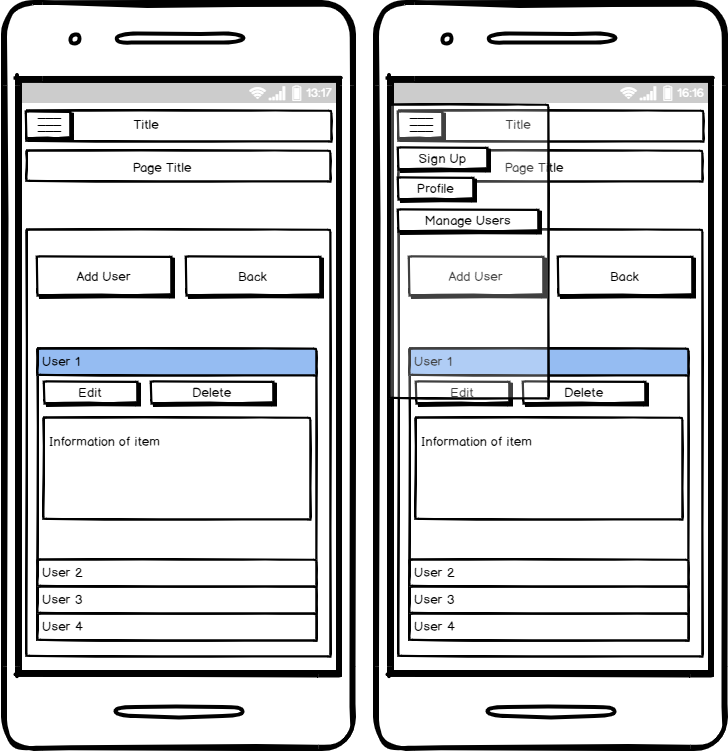 13:17
Title
Page Title
Add User
Back
User 1
Edit
Delete
Information of item
User 2
User 3
User 4
16:16
Title
Sign Up
Page Title
Profile
Manage Users
Add User
Back
User 1
Edit
Delete
Information of item
User 2
User 3
User 4